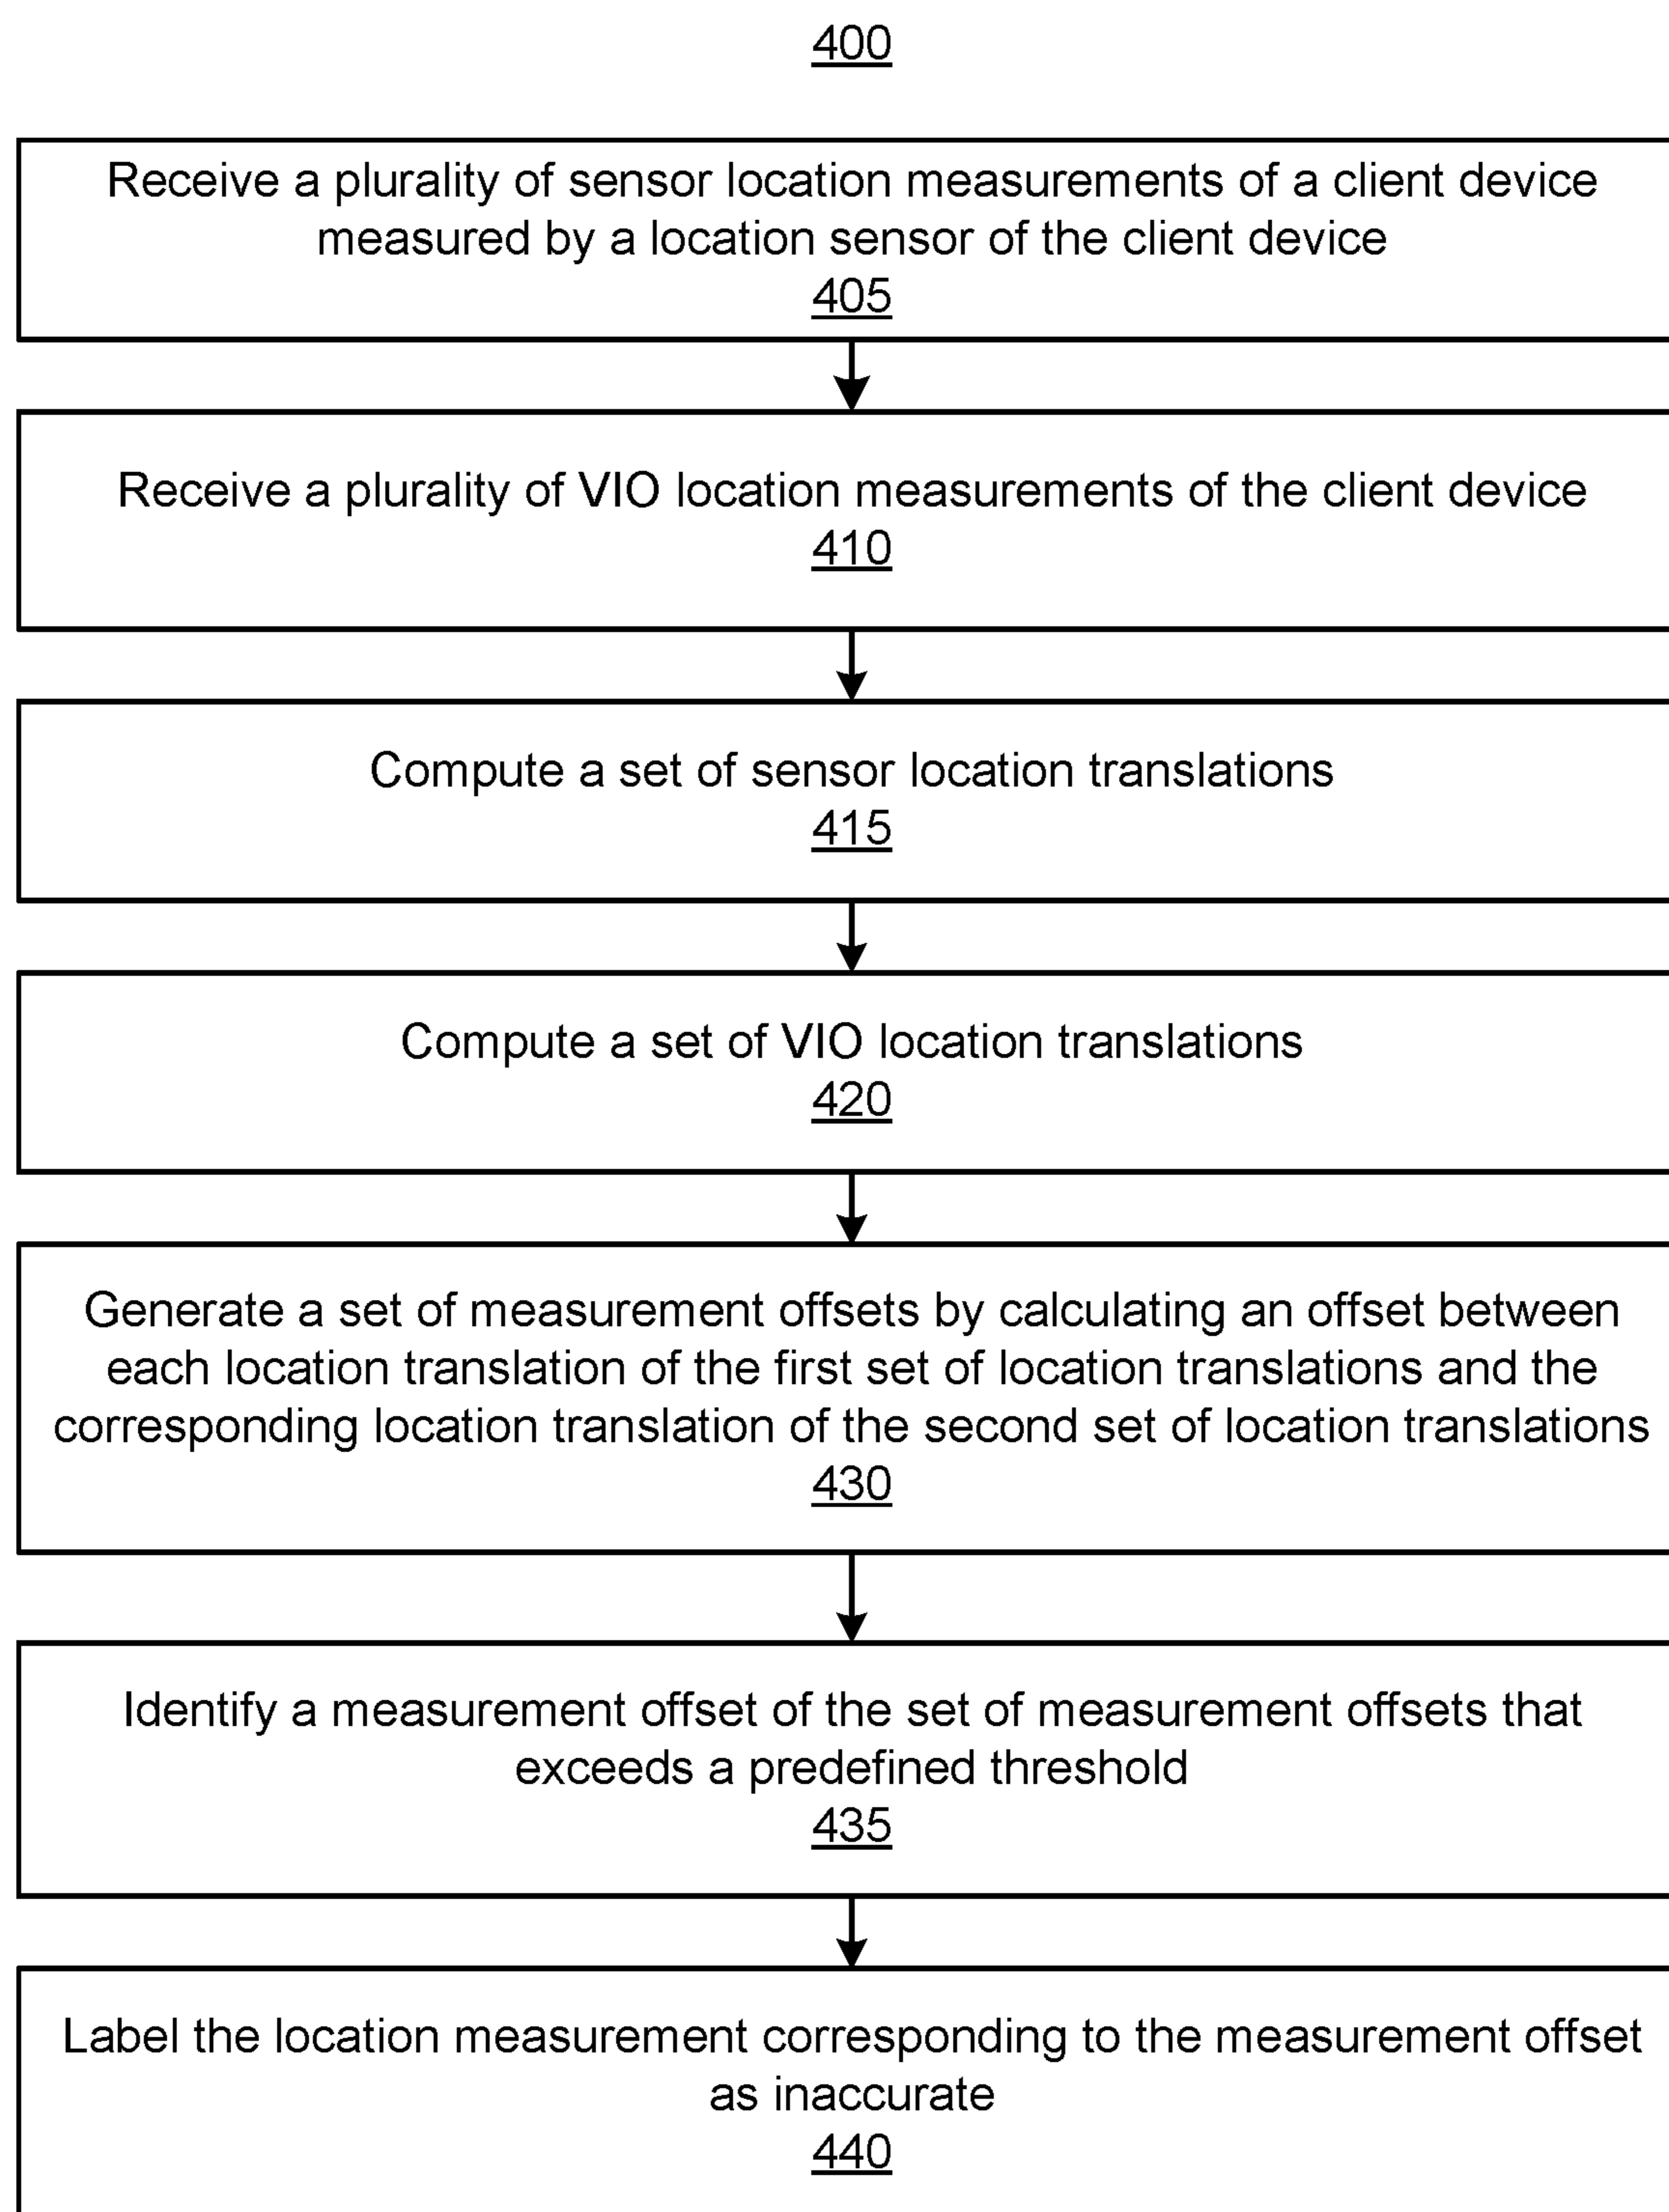 400
Receive a plurality of sensor location measurements of a client device
measured by a location sensor of the client device
405
Receive a plurality of VIO location measurements of the client device
410
Compute a set of sensor location translations
415
Compute a set of VIO location translations
420
Generate a set of measurement offsets by calculating an offset between
each location translation of the first set of location translations and the
corresponding location translation of the second set of location translations
430
Identify a measurement offset of the set of measurement offsets that
exceeds a predefined threshold
435
Label the location measurement corresponding to the measurement offset
as inaccurate
440